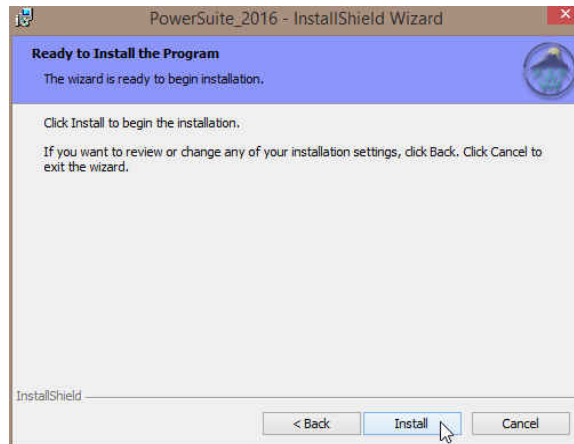 PowerSuite_2016 - InstallShield Wizard
Ready to Install the Program
The wizard is ready to begin installation.
Click Install to begin the installation.
If you want to review or change any of your installation settings, click Back. Click Cancel to
exit the wizard.
InstallShield
< Back Install Cancel